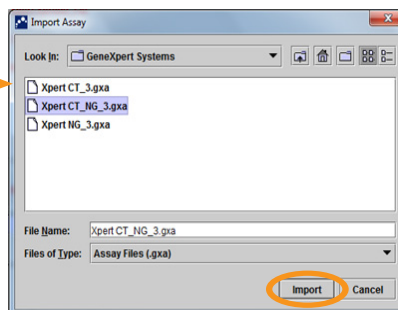 Import Assay
Look In: GeneXpert Systems
Xpert CT_3.gxa
Xpert CT_NG_3.gxa
Xpert NG_3.gxa
File Name: Xpert CT_NG_3.gxa
Files of Type: Assay Files (.gxa)
Import Cancel